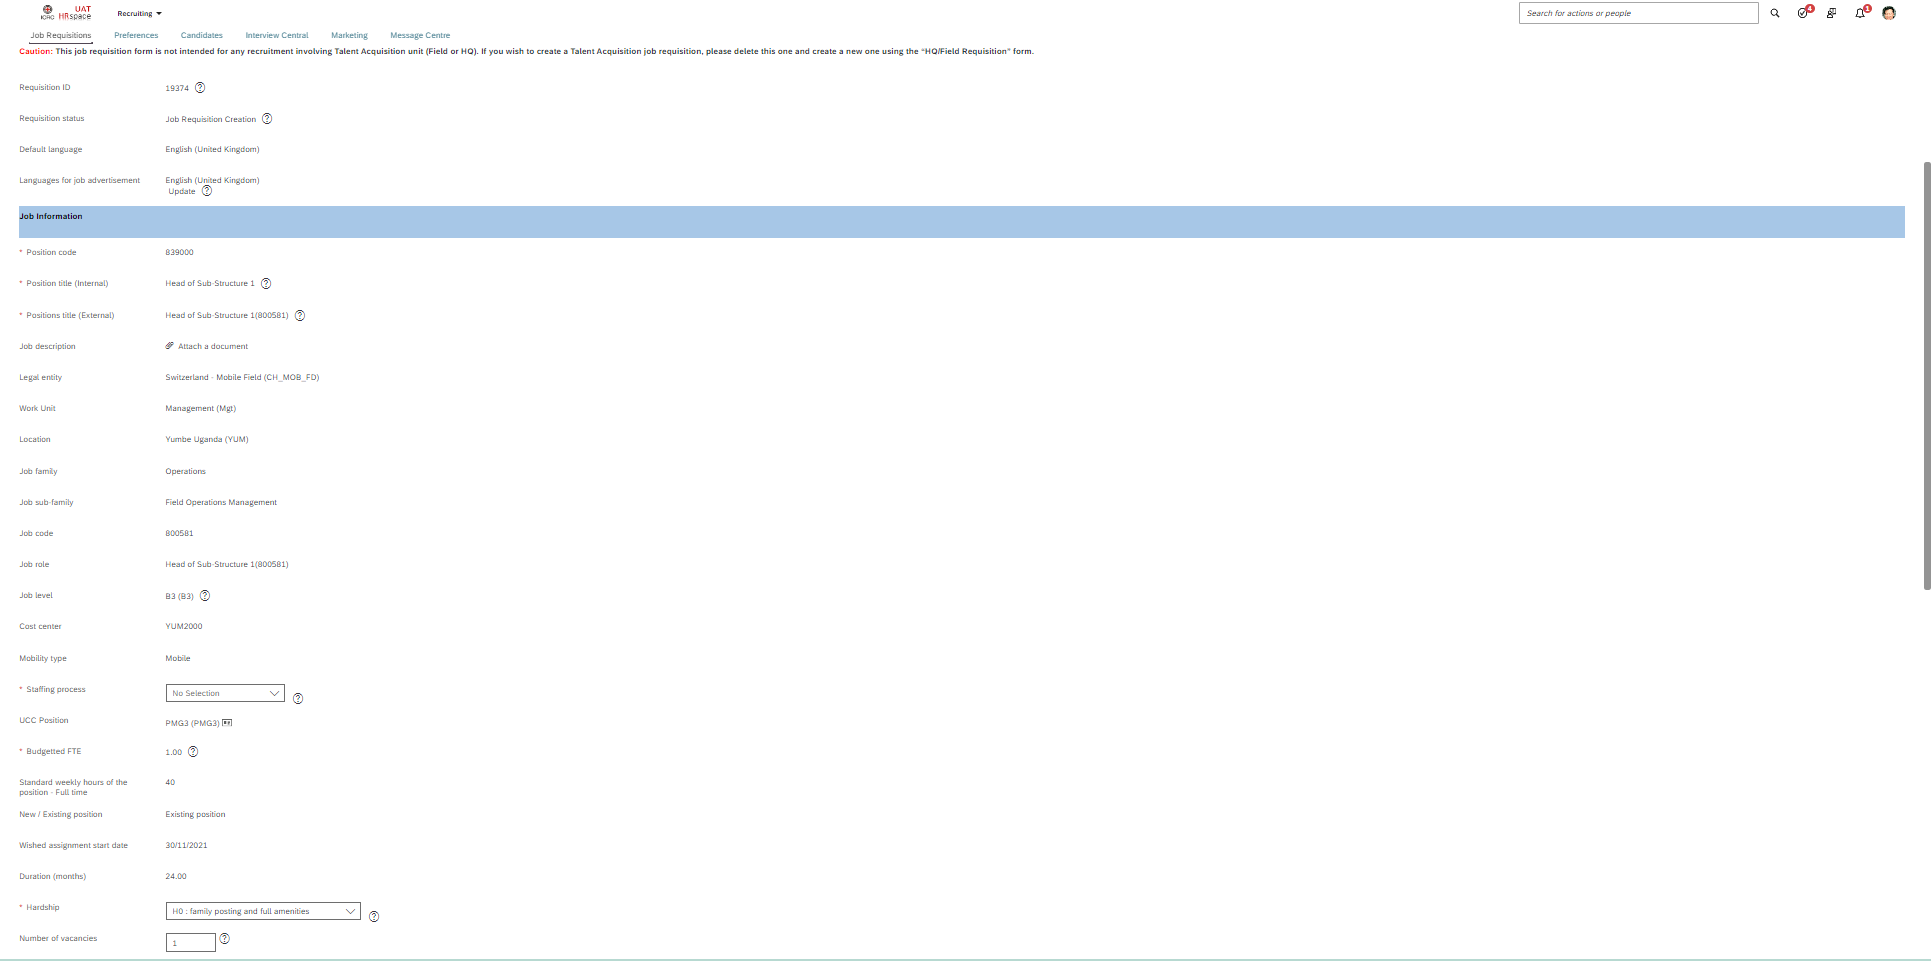 ICRC
UAT
HRspace
Recruiting
Search for actions or people
4
1
Job Requisitions
Preferences
Candidates
Interview Central
Marketing
Message Centre
Caution: This job requisition form is not intended for any recruitment involving Talent Acquisition unit (Field or HQ). If you wish to create a Talent Acquisition job requisition, please delete this one and create a new one using the "HQ/Field Requisition" form.
Requisition ID 19374
Requisition status Job Requisition Creation
Default language English (United Kingdom)
Languages for job advertisement English (United Kingdom)
Update
Job Information
* Position code 839000
* Position title (Internal) Head of Sub-Structure 1
* Positions title (External) Head of Sub-Structure 1(800581)
Job description Attach a document
Legal entity Switzerland - Mobile Field (CH_MOB_FD)
Work Unit Management (Mgt)
Location Yumbe Uganda (YUM)
Job family Operations
Job sub-family Field Operations Management
Job code 800581
Job role Head of Sub-Structure 1(800581)
Job level B3 (B3)
Cost center YUM2000
Mobility type Mobile
* Staffing process No Selection
UCC Position PMG3 (PMG3)
* Budgetted FTE 1.00
Standard weekly hours of the 40
position - Full time
New / Existing position Existing position
Wished assignment start date 30/11/2021
Duration (months) 24.00
* Hardship H0 : family posting and full amenities
Number of vacancies 1